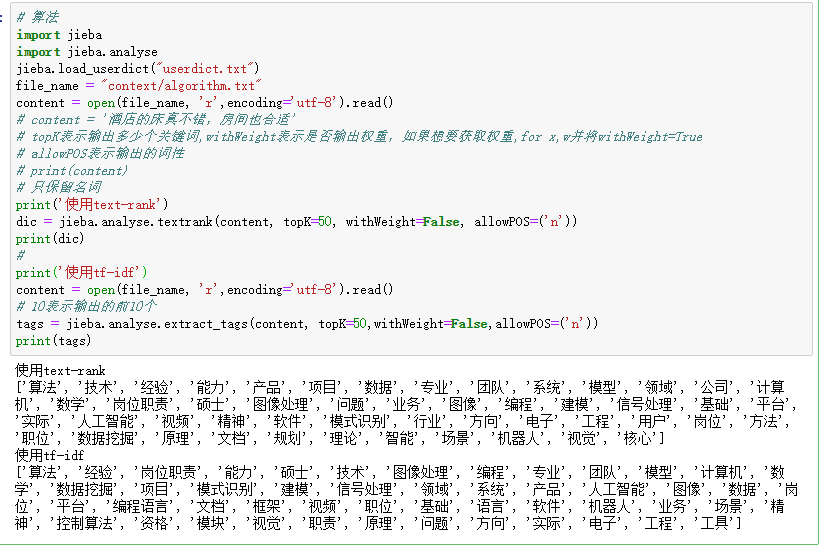 # 算法
import jieba
import jieba.analyse
jieba.load_userdict("userdict.txt")
file_name = "context/algorithm.txt"
content = open(file_name, 'r',encoding='utf-8').read()
# content = '酒店的床真不错，房间也合适'
# topK表示输出多少个关键词,withWeight表示是否输出权重，如果想要获取权重,for x,w并将withWeight=True
# allowPOS表示输出的词性
# print(content)
# 只保留名词
print('使用text-rank')
dic = jieba.analyse.textrank(content, topK=50, withWeight=False, allowPOS=('n'))
print(dic)
#
print('使用tf-idf')
content = open(file_name, 'r',encoding='utf-8').read()
# 10表示输出的前10个
tags = jieba.analyse.extract_tags(content, topK=50,withWeight=False,allowPOS=('n'))
print(tags)
使用text-rank
['算法', '技术', '经验', '能力', '产品', '项目', '数据', '专业', '团队', '系统', '模型', '领域', '公司', '计算
机', '数学', '岗位职责', '硕士', '图像处理', '问题', '业务', '图像', '编程', '建模', '信号处理', '基础', '平台',
'实际', '人工智能', '视频', '精神', '软件', '模式识别', '行业', '方向', '电子', '工程', '用户', '岗位', '方法',
'职位', '数据挖掘', '原理', '文档', '规划', '理论', '智能', '场景', '机器人', '视觉', '核心']
使用tf-idf
['算法', '经验', '岗位职责', '能力', '硕士', '技术', '图像处理', '编程', '专业', '团队', '模型', '计算机', '数
学', '数据挖掘', '项目', '模式识别', '建模', '信号处理', '领域', '系统', '产品', '人工智能', '图像', '数据', '岗
位', '平台', '编程语言', '文档', '框架', '视频', '职位', '基础', '语言', '软件', '机器人', '业务', '场景', '精
神', '控制算法', '资格', '模块', '视觉', '职责', '原理', '问题', '方向', '实际', '电子', '工程', '工具']